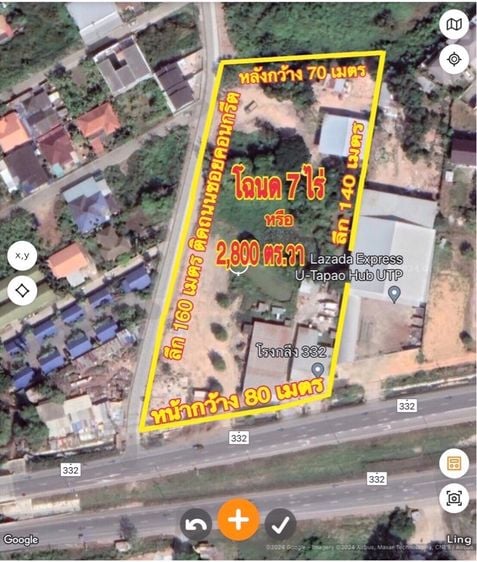 หลังกว้าง 70 เมตร
ลึก 160 เมตร ติดถนนซอยคอนกรีต
ลึก 140 เมตร
โฉนด 7 ไร่
หรือ
2,800 ตร.วา
Lazada Express
U-Tapao Hub UTP
x,y
โรงกลึง 332
หน้ากว้าง 80 เมตร
332
332
332
332
Google
Ling
©2024 Google - Imagery ©2024 Airbus, Maxar Technologies, CNES / Airbus